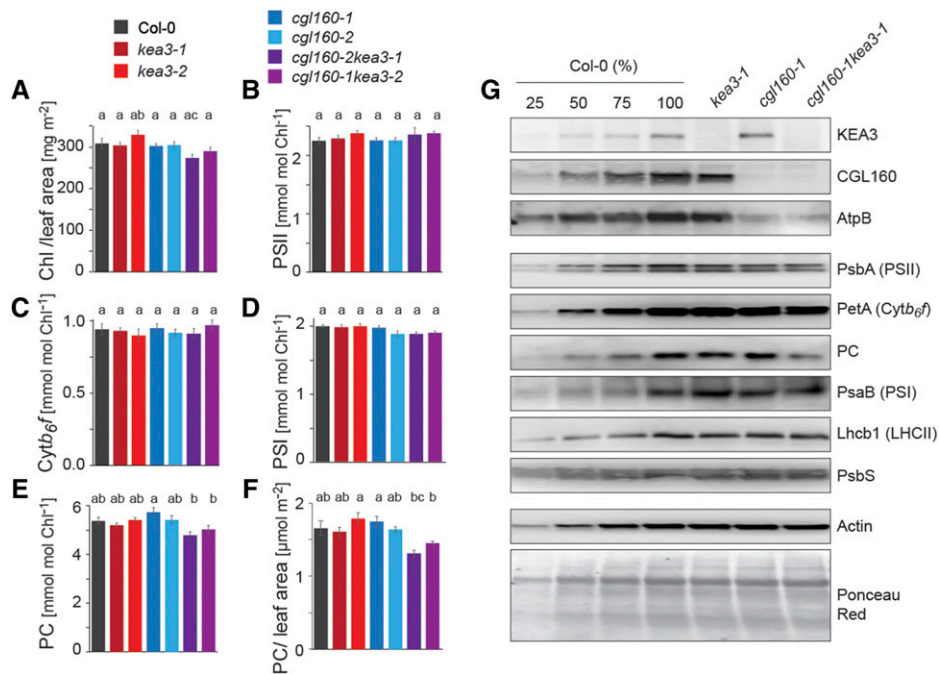 Col-0
kea3-1
kea3-2
cgl160-1
cgl160-2
cgl160-2kea3-1
cgl160-1kea3-2
A
a a ab a a ac a
Chl /leaf area [mg m⁻²]
300
200
100
0
B
a a a a a a a
PSII [mmol mol Chl⁻¹]
2
1
0
C
a a a a a a a
Cytb₆f [mmol mol Chl⁻¹]
1.0
0.5
0.0
D
a a a a a a a
PSI [mmol mol Chl⁻¹]
2
1
0
E
ab ab ab a ab b b
PC [mmol mol Chl⁻¹]
6
4
2
0
F
ab ab a a ab bc b
PC/ leaf area [µmol m⁻²]
2
1
0
G
Col-0 (%)
25 50 75 100 kea3-1 cgl160-1 cgl160-1kea3-1
KEA3
CGL160
AtpB
PsbA (PSII)
PetA (Cytb₆f)
PC
PsaB (PSI)
Lhcb1 (LHCII)
PsbS
Actin
Ponceau
Red